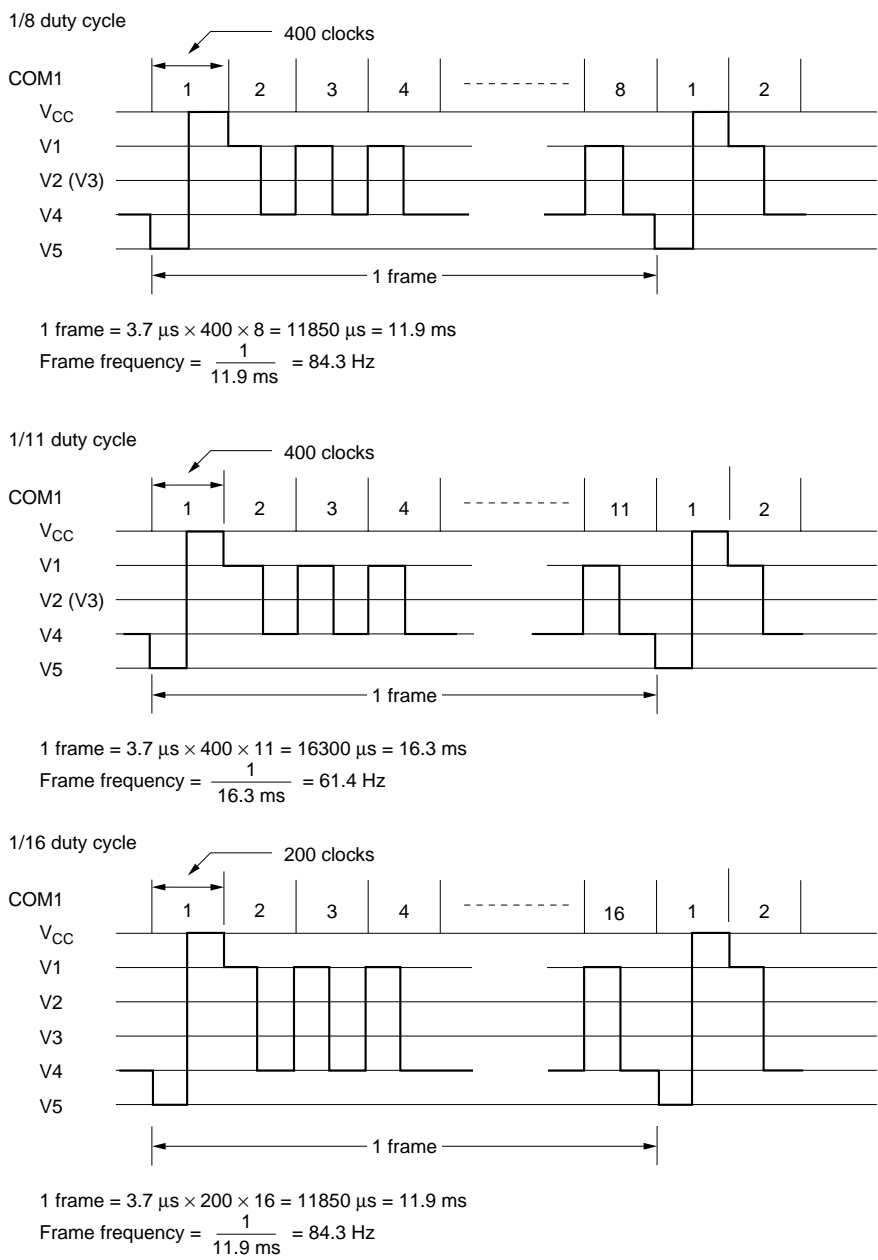 1/8 duty cycle
400 clocks
COM1
1 2 3 4 8 1 2
VCC
V1
V2 (V3)
V4
V5
1 frame
1 frame = 3.7 μs × 400 × 8 = 11850 μs = 11.9 ms
Frame frequency = 1 / 11.9 ms = 84.3 Hz
1/11 duty cycle
400 clocks
COM1
1 2 3 4 11 1 2
VCC
V1
V2 (V3)
V4
V5
1 frame
1 frame = 3.7 μs × 400 × 11 = 16300 μs = 16.3 ms
Frame frequency = 1 / 16.3 ms = 61.4 Hz
1/16 duty cycle
200 clocks
COM1
1 2 3 4 16 1 2
VCC
V1
V2
V3
V4
V5
1 frame
1 frame = 3.7 μs × 200 × 16 = 11850 μs = 11.9 ms
Frame frequency = 1 / 11.9 ms = 84.3 Hz